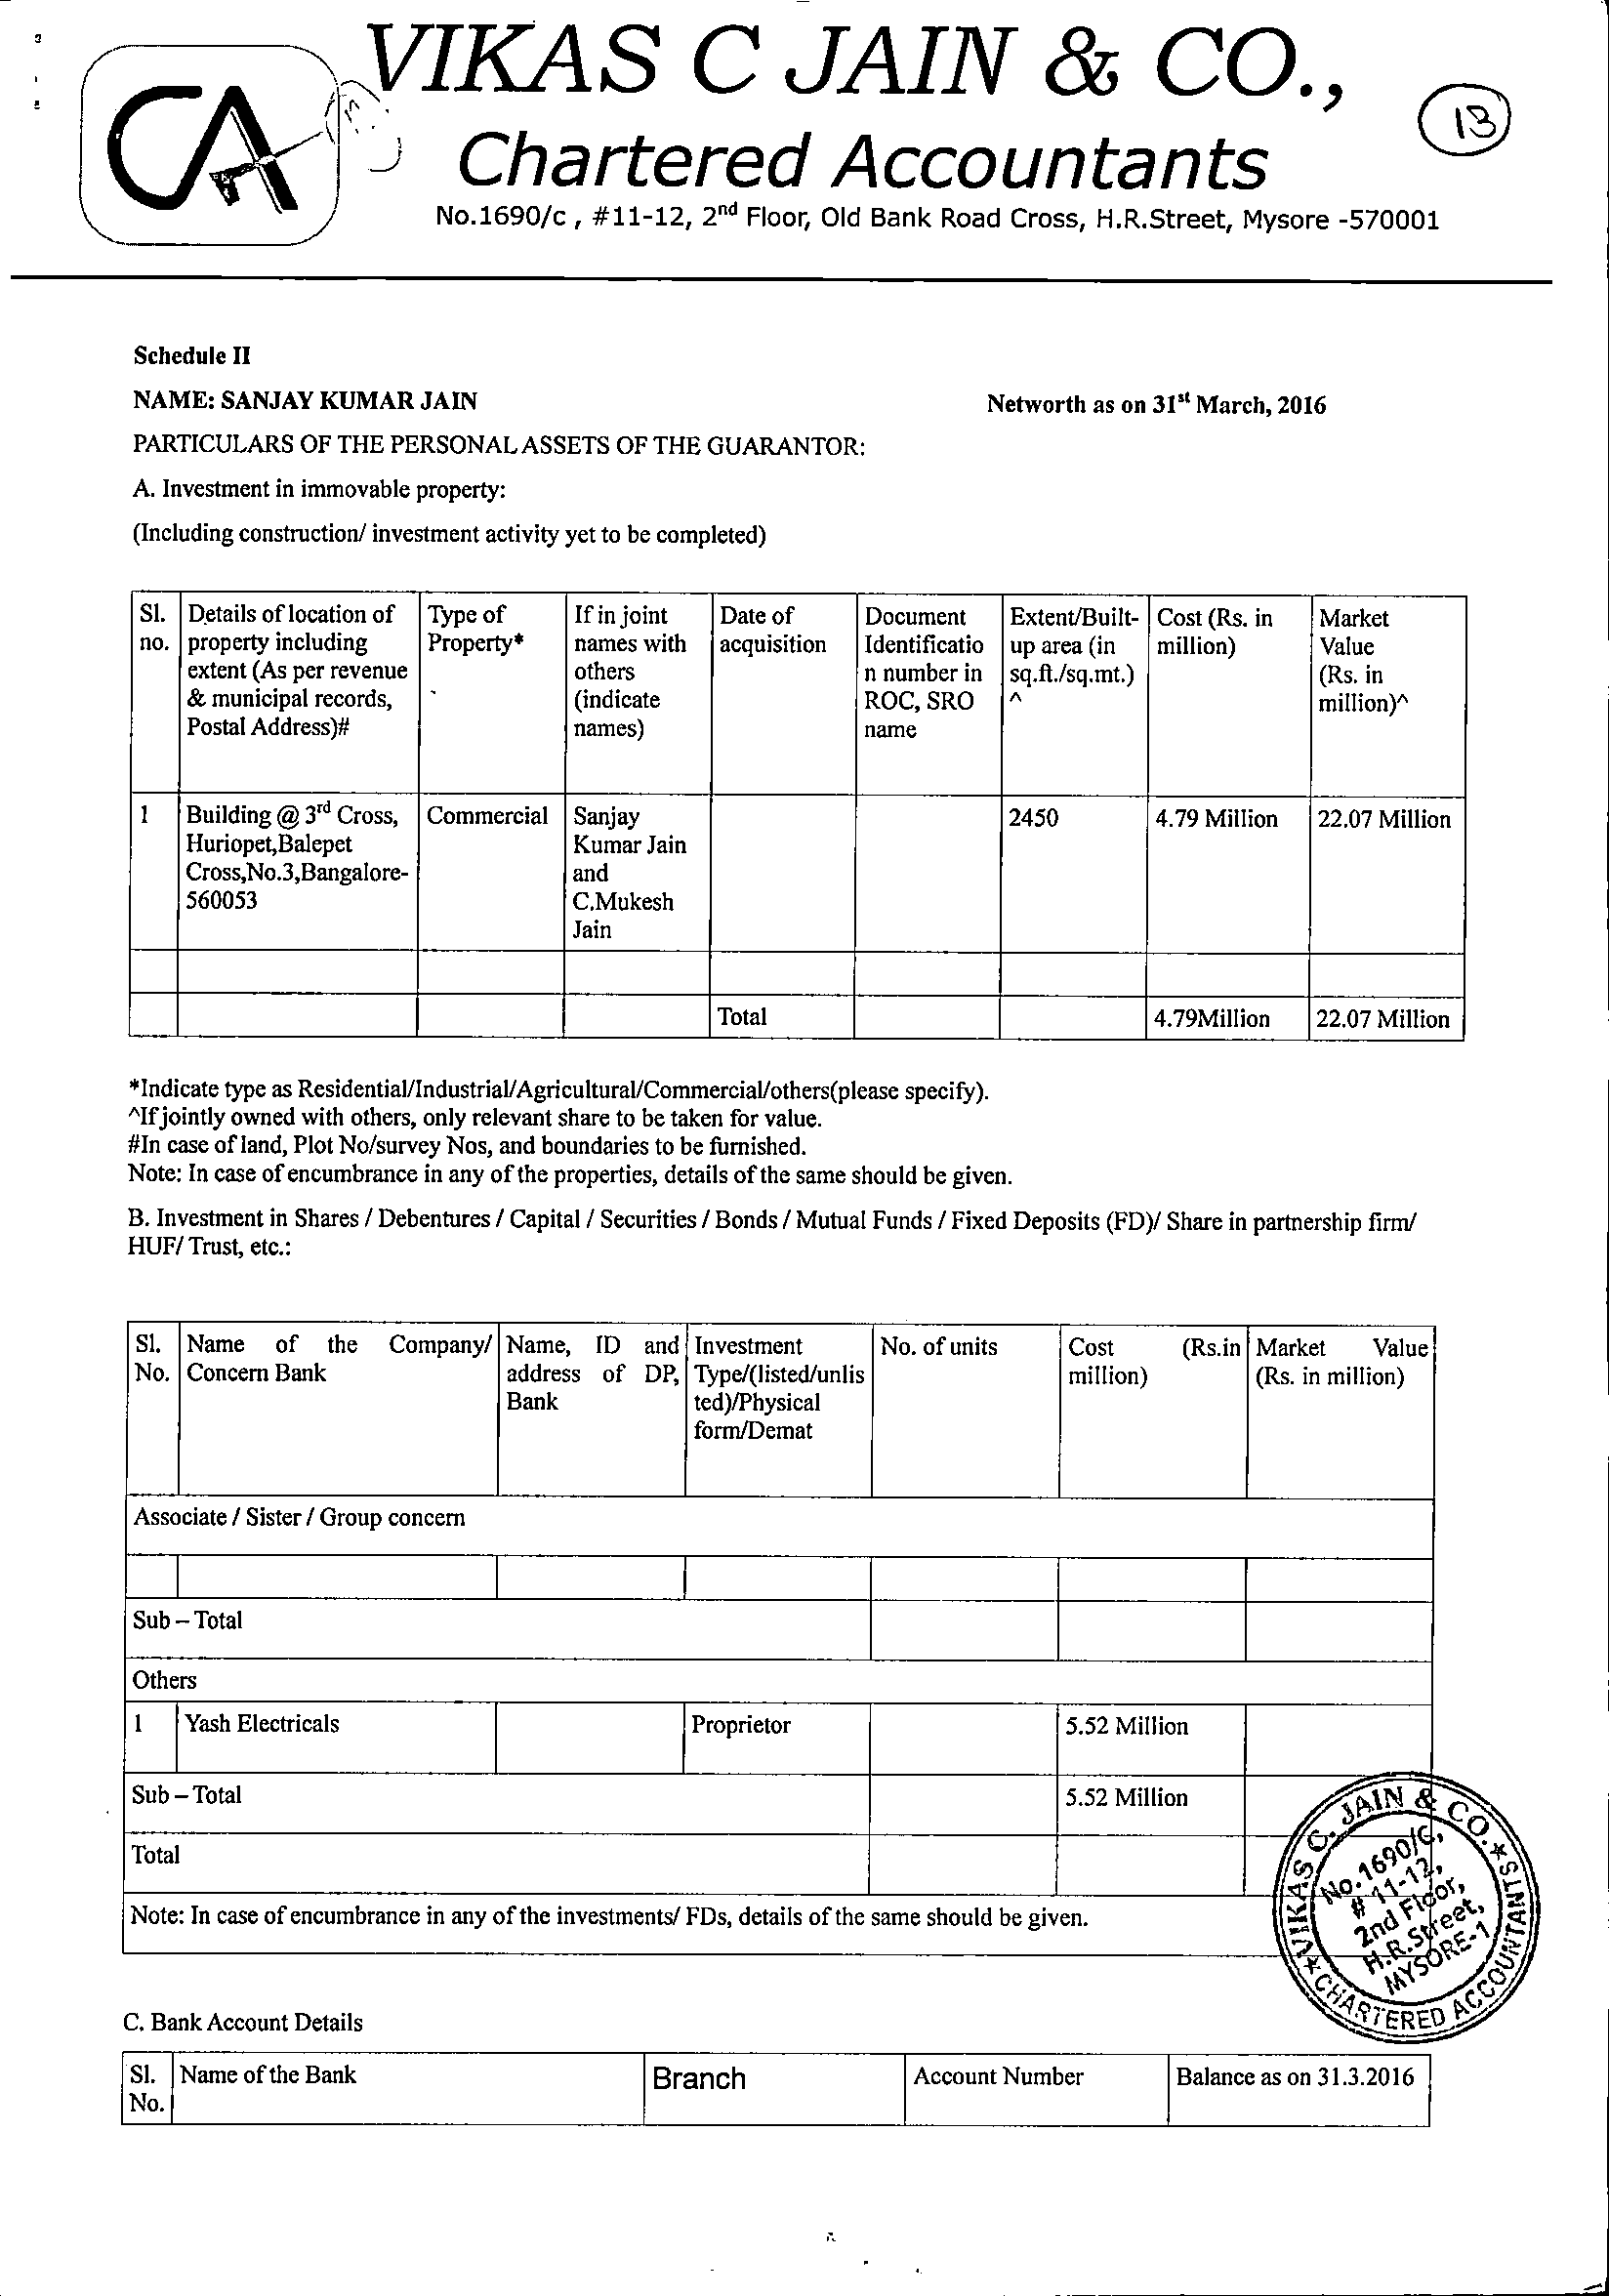 VIKAS C JAIN & CO.,
CA
13
Chartered Accountants
No.1690/c , #11-12, 2nd Floor, Old Bank Road Cross, H.R.Street, Mysore -570001
Schedule II
NAME: SANJAY KUMAR JAIN
Networth as on 31st March, 2016
PARTICULARS OF THE PERSONAL ASSETS OF THE GUARANTOR:
A. Investment in immovable property:
(Including construction/ investment activity yet to be completed)
Sl. no.
Details of location of property including extent (As per revenue & municipal records, Postal Address)#
Type of Property*
If in joint names with others (indicate names)
Date of acquisition
Document Identificatio n number in ROC, SRO name
Extent/Built- up area (in sq.ft./sq.mt.) ^
Cost (Rs. in million)
Market Value (Rs. in million)^
1
Building @ 3rd Cross, Huriopet,Balepet Cross,No.3,Bangalore- 560053
Commercial
Sanjay Kumar Jain and C.Mukesh Jain
2450
4.79 Million
22.07 Million
Total
4.79Million
22.07 Million
*Indicate type as Residential/Industrial/Agricultural/Commercial/others(please specify).
^If jointly owned with others, only relevant share to be taken for value.
#In case of land, Plot No/survey Nos, and boundaries to be furnished.
Note: In case of encumbrance in any of the properties, details of the same should be given.
B. Investment in Shares / Debentures / Capital / Securities / Bonds / Mutual Funds / Fixed Deposits (FD)/ Share in partnership firm/
HUF/ Trust, etc.:
Sl. No.
Name of the Company/ Concern Bank
Name, ID and address of DP, Bank
Investment Type/(listed/unlis ted)/Physical form/Demat
No. of units
Cost (Rs.in million)
Market Value (Rs. in million)
Associate / Sister / Group concern
Sub – Total
Others
1
Yash Electricals
Proprietor
5.52 Million
Sub – Total
5.52 Million
Total
Note: In case of encumbrance in any of the investments/ FDs, details of the same should be given.
VIKAS C. JAIN & CO.
CHARTERED ACCOUNTANTS
No.1690/C,
# 11-12,
2nd Floor,
H.R.Street,
MYSORE-1
C. Bank Account Details
Sl. No.
Name of the Bank
Branch
Account Number
Balance as on 31.3.2016